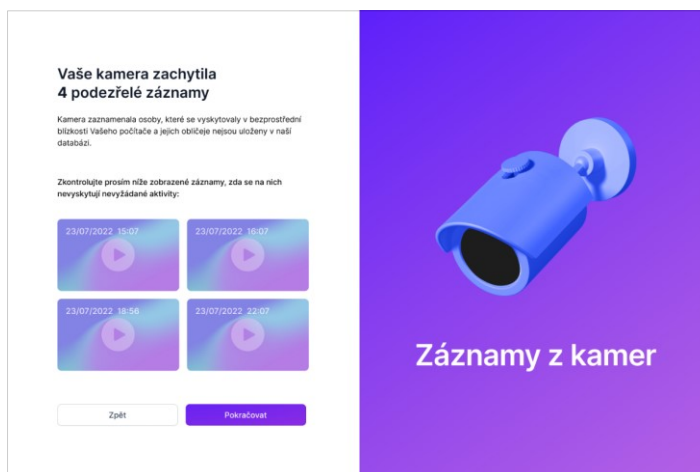 Vaše kamera zachytila
4 podezřelé záznamy
Kamera zaznamenala osoby, které se vyskytovaly v bezprostřední
blízkosti Vašeho počítače a jejich obličeje nejsou uloženy v naší
databázi.
Zkontrolujte prosím níže zobrazené záznamy, zda se na nich
nevyskytují nevyžádané aktivity:
23/07/2022 15:07
23/07/2022 16:07
23/07/2022 18:56
23/07/2022 22:07
Zpět
Pokračovat
Záznamy z kamer